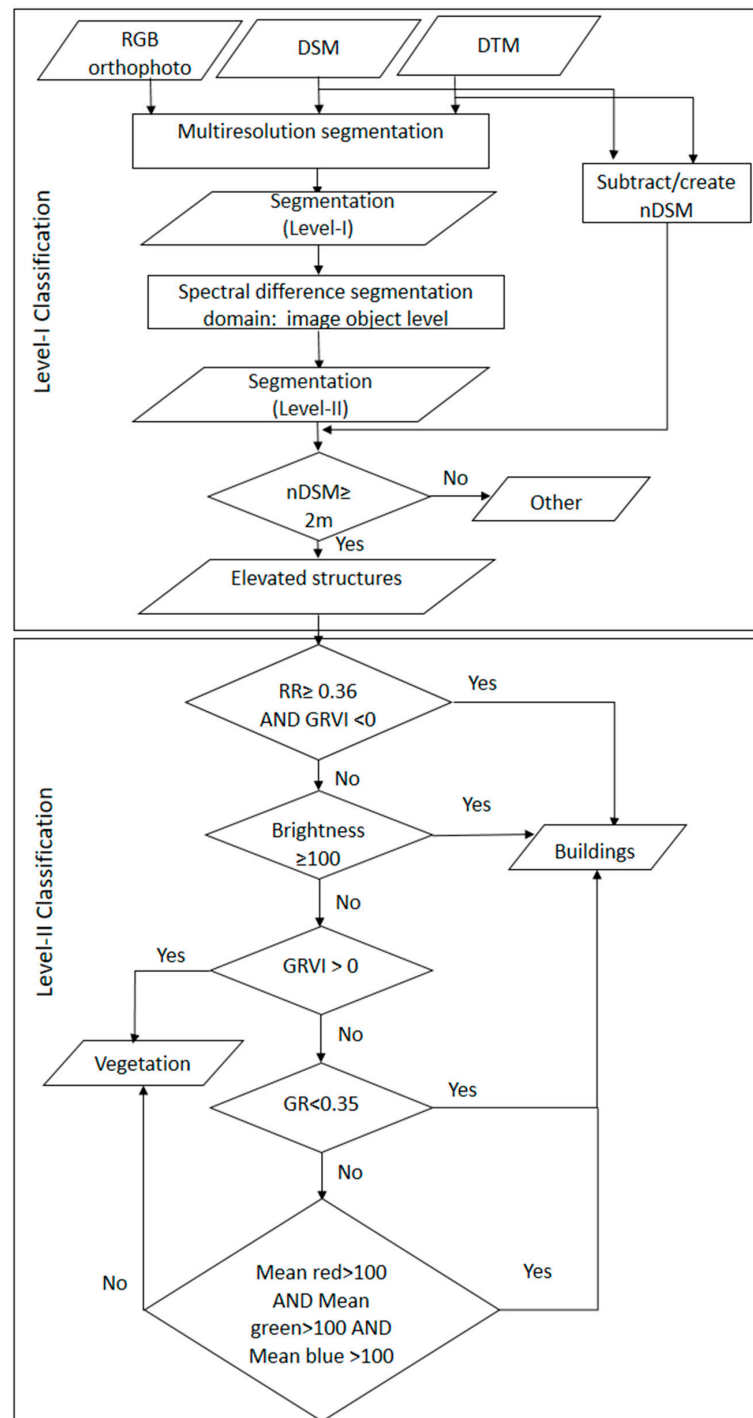 RGB
orthophoto
DSM
DTM
Multiresolution segmentation
Subtract/create
nDSM
Segmentation
(Level-I)
Spectral difference segmentation
domain: image object level
Segmentation
(Level-II)
nDSM≥
2m
No
Other
Yes
Elevated structures
Level-I Classification
RR≥ 0.36
AND GRVI <0
Yes
No
Brightness
≥100
Yes
Buildings
No
GRVI > 0
Yes
No
Vegetation
GR<0.35
Yes
No
Mean red>100
AND Mean
green>100 AND
Mean blue >100
No
Yes
Level-II Classification